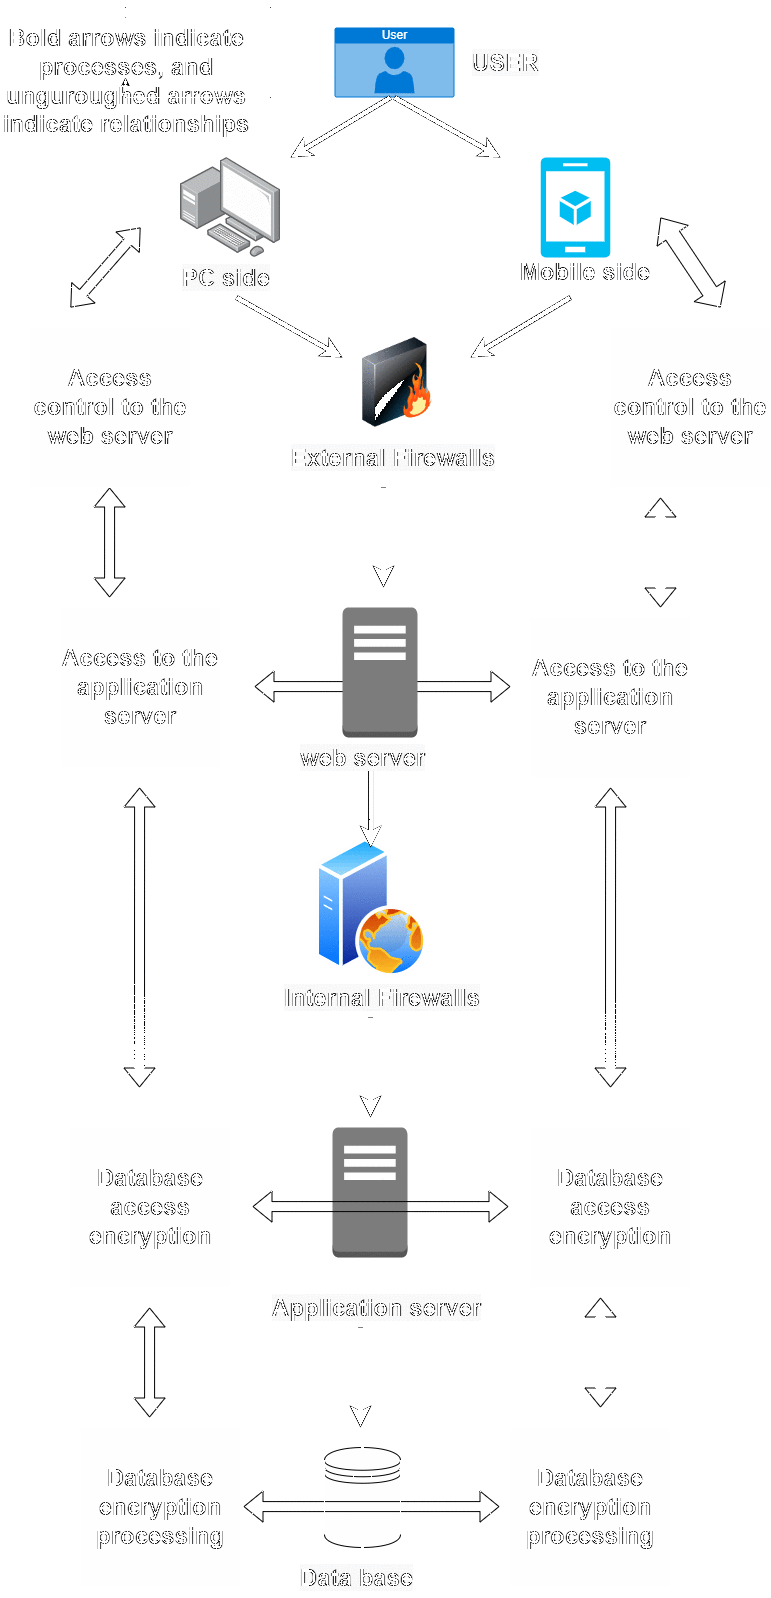 Bold arrows indicate
processes, and
unguroughed arrows
indicate relationships
User
USER
PC side
Mobile side
Access
control to the
web server
Access
control to the
web server
External Firewalls
Access to the
application
server
Access to the
application
server
web server
Internal Firewalls
Database
access
encryption
Database
access
encryption
Application server
Database
encryption
processing
Database
encryption
processing
Data base